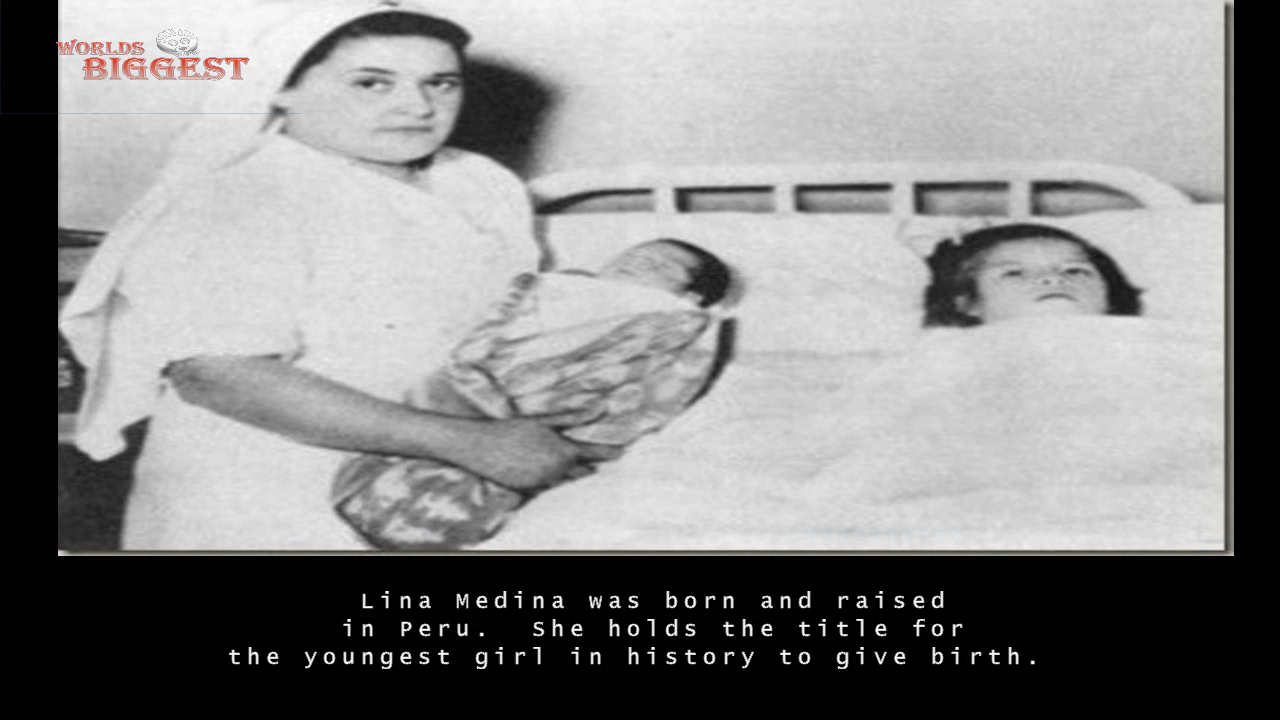 WORLDS
BIGGEST
Lina Medina was born and raised
in Peru. She holds the title for
the youngest girl in history to give birth.